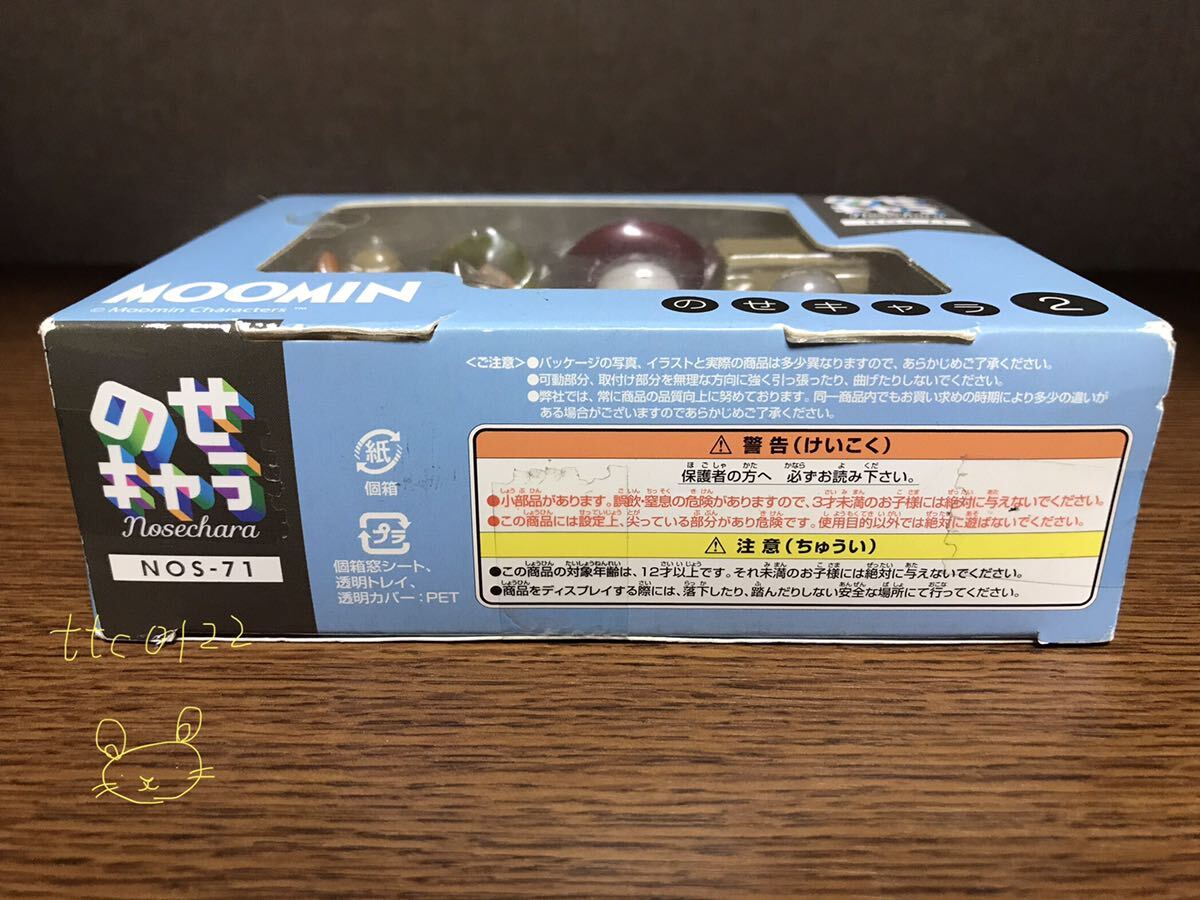 Nosechara
MOOMIN
© Moomin Characters™
のせキャラ2
のせ
キャラ
Nosechara
NOS-71
紙
個箱
プラ
個箱窓シート、
透明トレイ、
透明カバー：PET
＜ご注意＞●パッケージの写真、イラストと実際の商品は多少異なりますので、あらかじめご了承ください。
●可動部分、取付け部分を無理な方向に強く引っ張ったり、曲げたりしないでください。
●弊社では、常に商品の品質向上に努めております。同一商品内でもお買い求めの時期により多少の違いが
ある場合がございますのであらかじめご了承ください。
⚠ 警告（けいこく）
保護者の方へ 必ずお読み下さい。
●小部品があります。誤飲・窒息の危険がありますので、3才未満のお子様には絶対に与えないでください。
●この商品には設定上、尖っている部分があり危険です。使用目的以外では絶対に遊ばないでください。
⚠ 注意（ちゅうい）
●この商品の対象年齢は、12才以上です。それ未満のお子様には絶対に与えないでください。
●商品をディスプレイする際には、落下したり、踏んだりしない安全な場所にて行ってください。
ttc0122